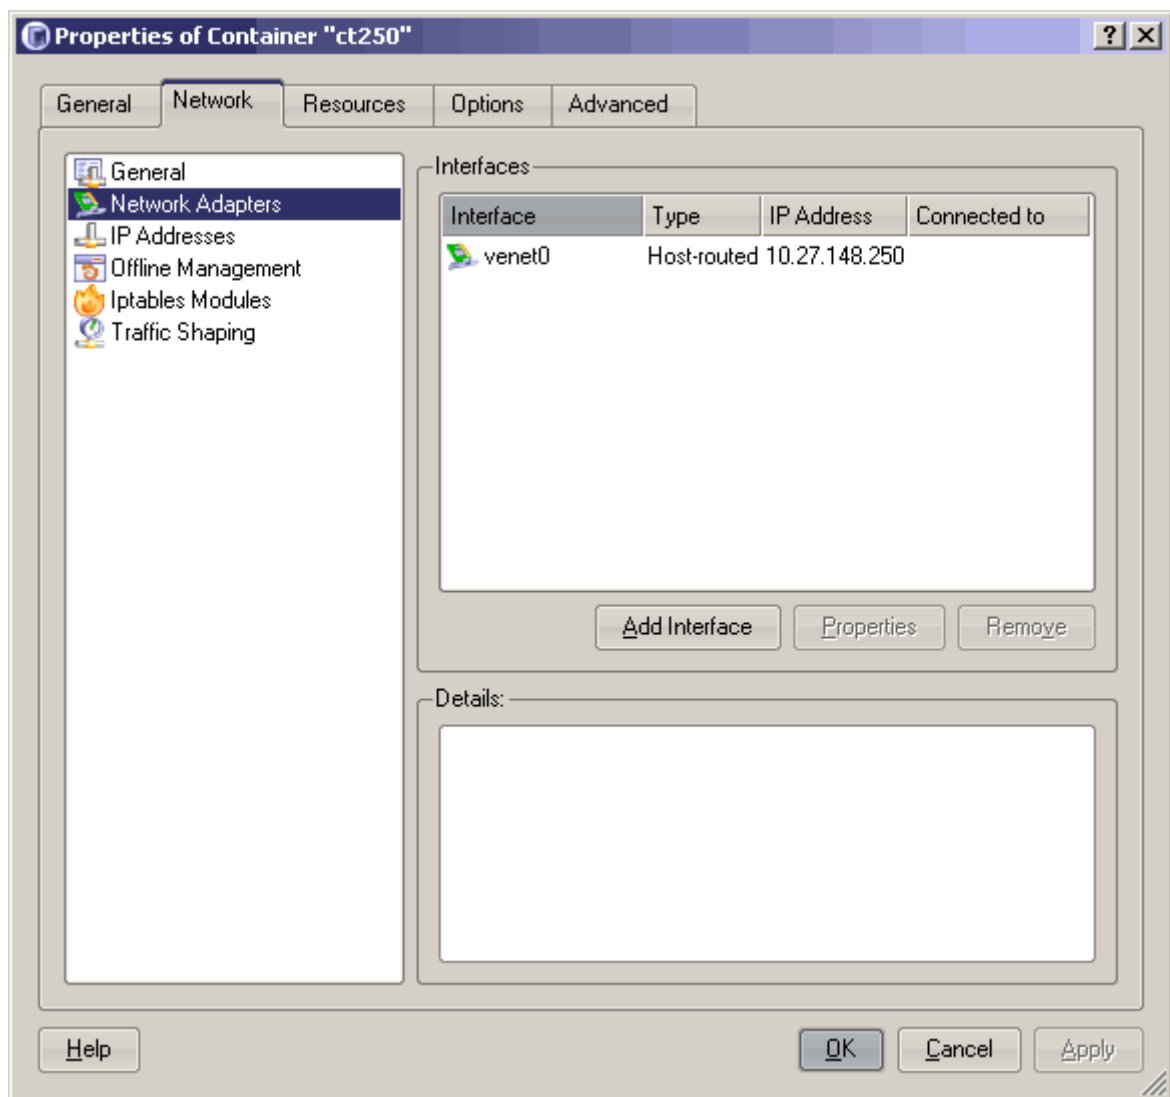 Properties of Container "ct250"
General Network Resources Options Advanced
General
Network Adapters
IP Addresses
Offline Management
Iptables Modules
Traffic Shaping
Interfaces
Interface Type IP Address Connected to
venet0 Host-routed 10.27.148.250
Add Interface Properties Remove
Details:
Help OK Cancel Apply